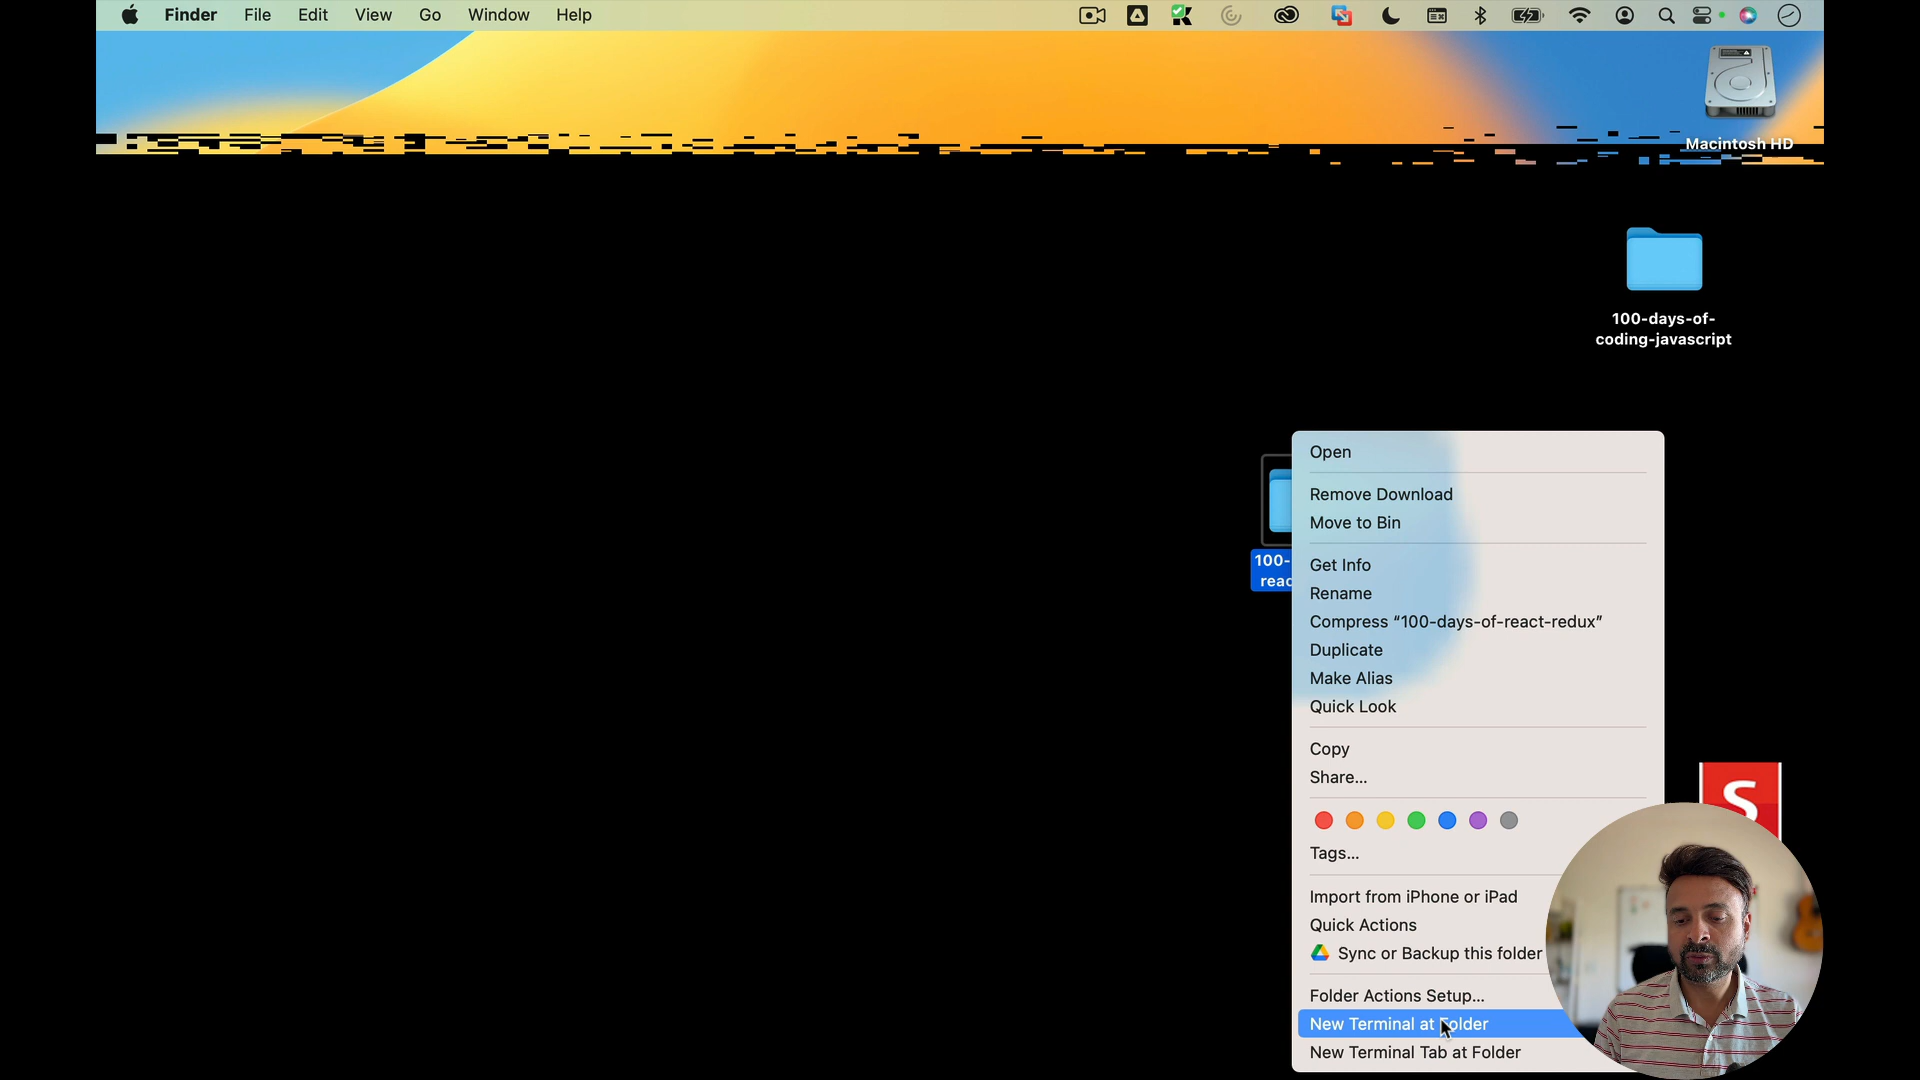 Finder File Edit View Go Window Help
Macintosh HD
100-days-of-
coding-javascript
100-
reac
Open
Remove Download
Move to Bin
Get Info
Rename
Compress “100-days-of-react-redux”
Duplicate
Make Alias
Quick Look
Copy
Share...
Tags...
Import from iPhone or iPad
Quick Actions
Sync or Backup this folder
Folder Actions Setup...
New Terminal at Folder
New Terminal Tab at Folder
S